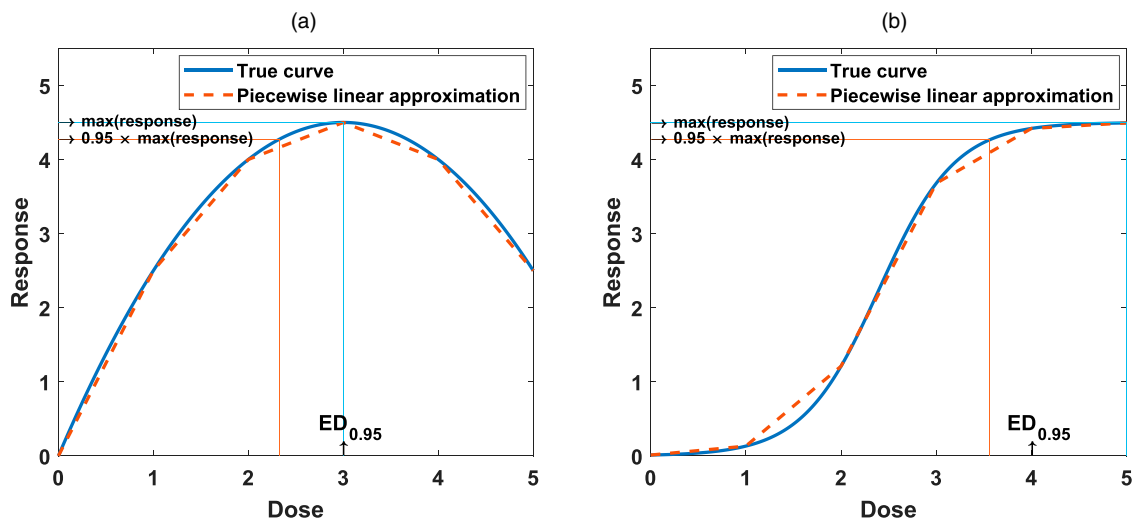 (a)
True curve
Piecewise linear approximation
max(response)
0.95 × max(response)
Response
5
4
3
2
1
0
ED0.95
0 1 2 3 4 5
Dose
(b)
True curve
Piecewise linear approximation
max(response)
0.95 × max(response)
Response
5
4
3
2
1
0
ED0.95
0 1 2 3 4 5
Dose